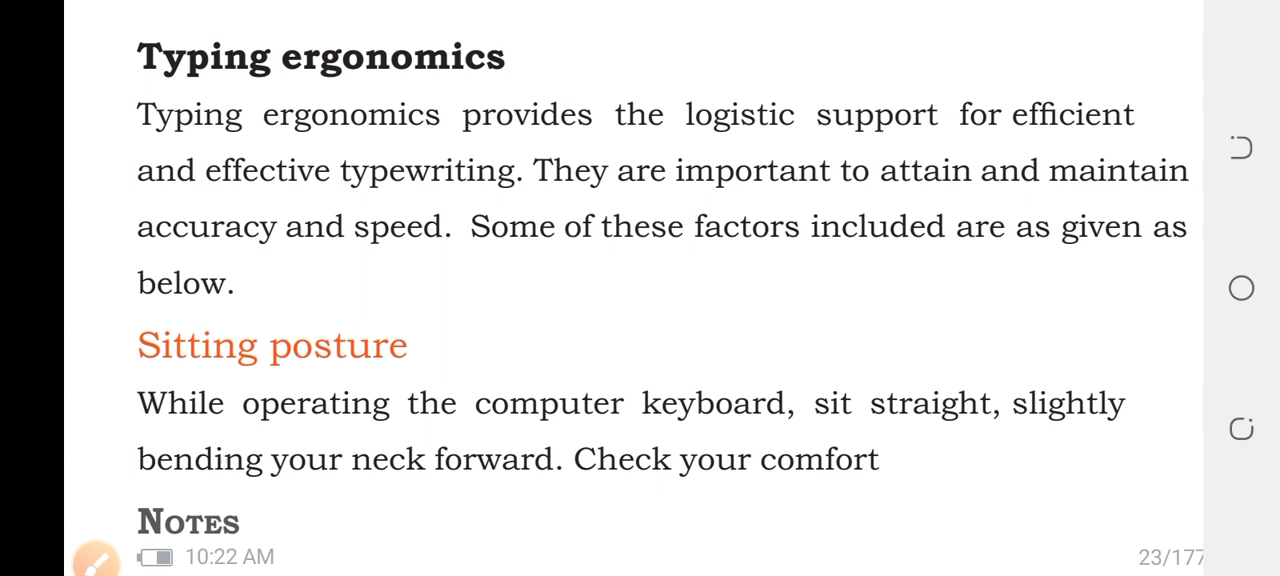 Typing ergonomics
Typing ergonomics provides the logistic support for efficient
and effective typewriting. They are important to attain and maintain
accuracy and speed. Some of these factors included are as given as
below.
Sitting posture
While operating the computer keyboard, sit straight, slightly
bending your neck forward. Check your comfort
NOTES
10:22 AM
23/177